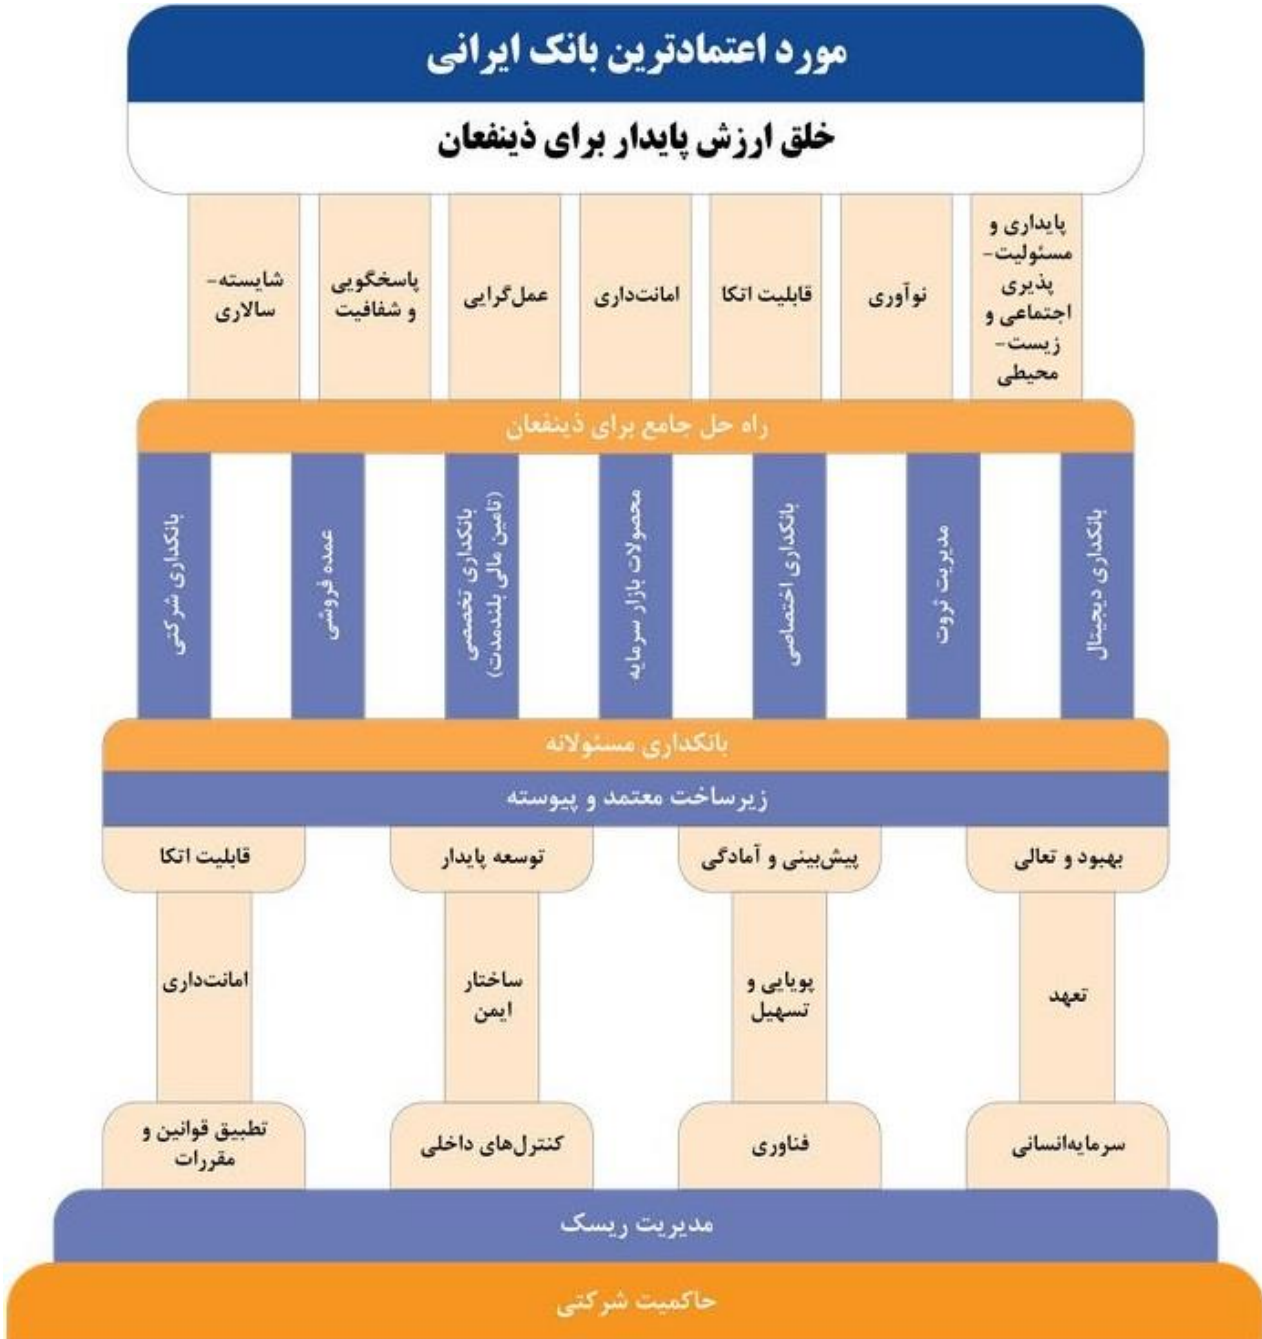 مورد اعتمادترین بانک ایرانی
خلق ارزش پایدار برای ذینفعان
پایداری و
مسئولیت-
پذیری
اجتماعی و
زیست-
محیطی
نوآوری
قابلیت اتکا
امانت‌داری
عمل‌گرایی
پاسخگویی
و شفافیت
شایسته-
سالاری
راه حل جامع برای ذینفعان
بانکداری دیجیتال
مدیریت ثروت
بانکداری اختصاصی
محصولات بازار سرمایه
بانکداری تخصصی
(تامین مالی بلندمدت)
عمده فروشی
بانکداری شرکتی
بانکداری مسئولانه
زیرساخت معتمد و پیوسته
بهبود و تعالی
پیش‌بینی و آمادگی
توسعه پایدار
قابلیت اتکا
تعهد
پویایی و
تسهیل
ساختار
ایمن
امانت‌داری
سرمایه‌انسانی
فناوری
کنترل‌های داخلی
تطبیق قوانین و
مقررات
مدیریت ریسک
حاکمیت شرکتی